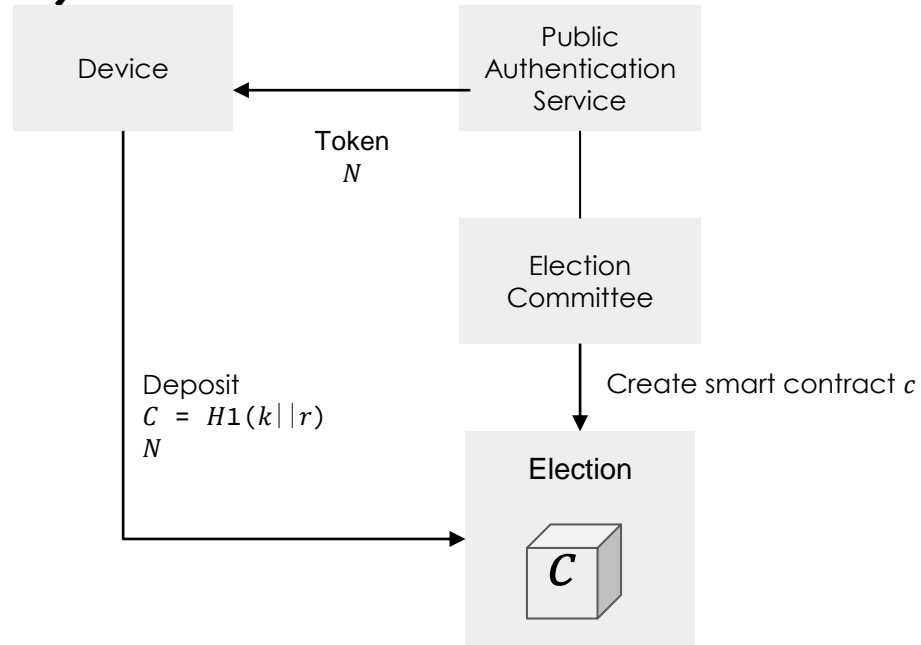 Device
Public
Authentication
Service
Token
N
Election
Committee
Deposit
C = H1(k||r)
N
Create smart contract c
Election
C